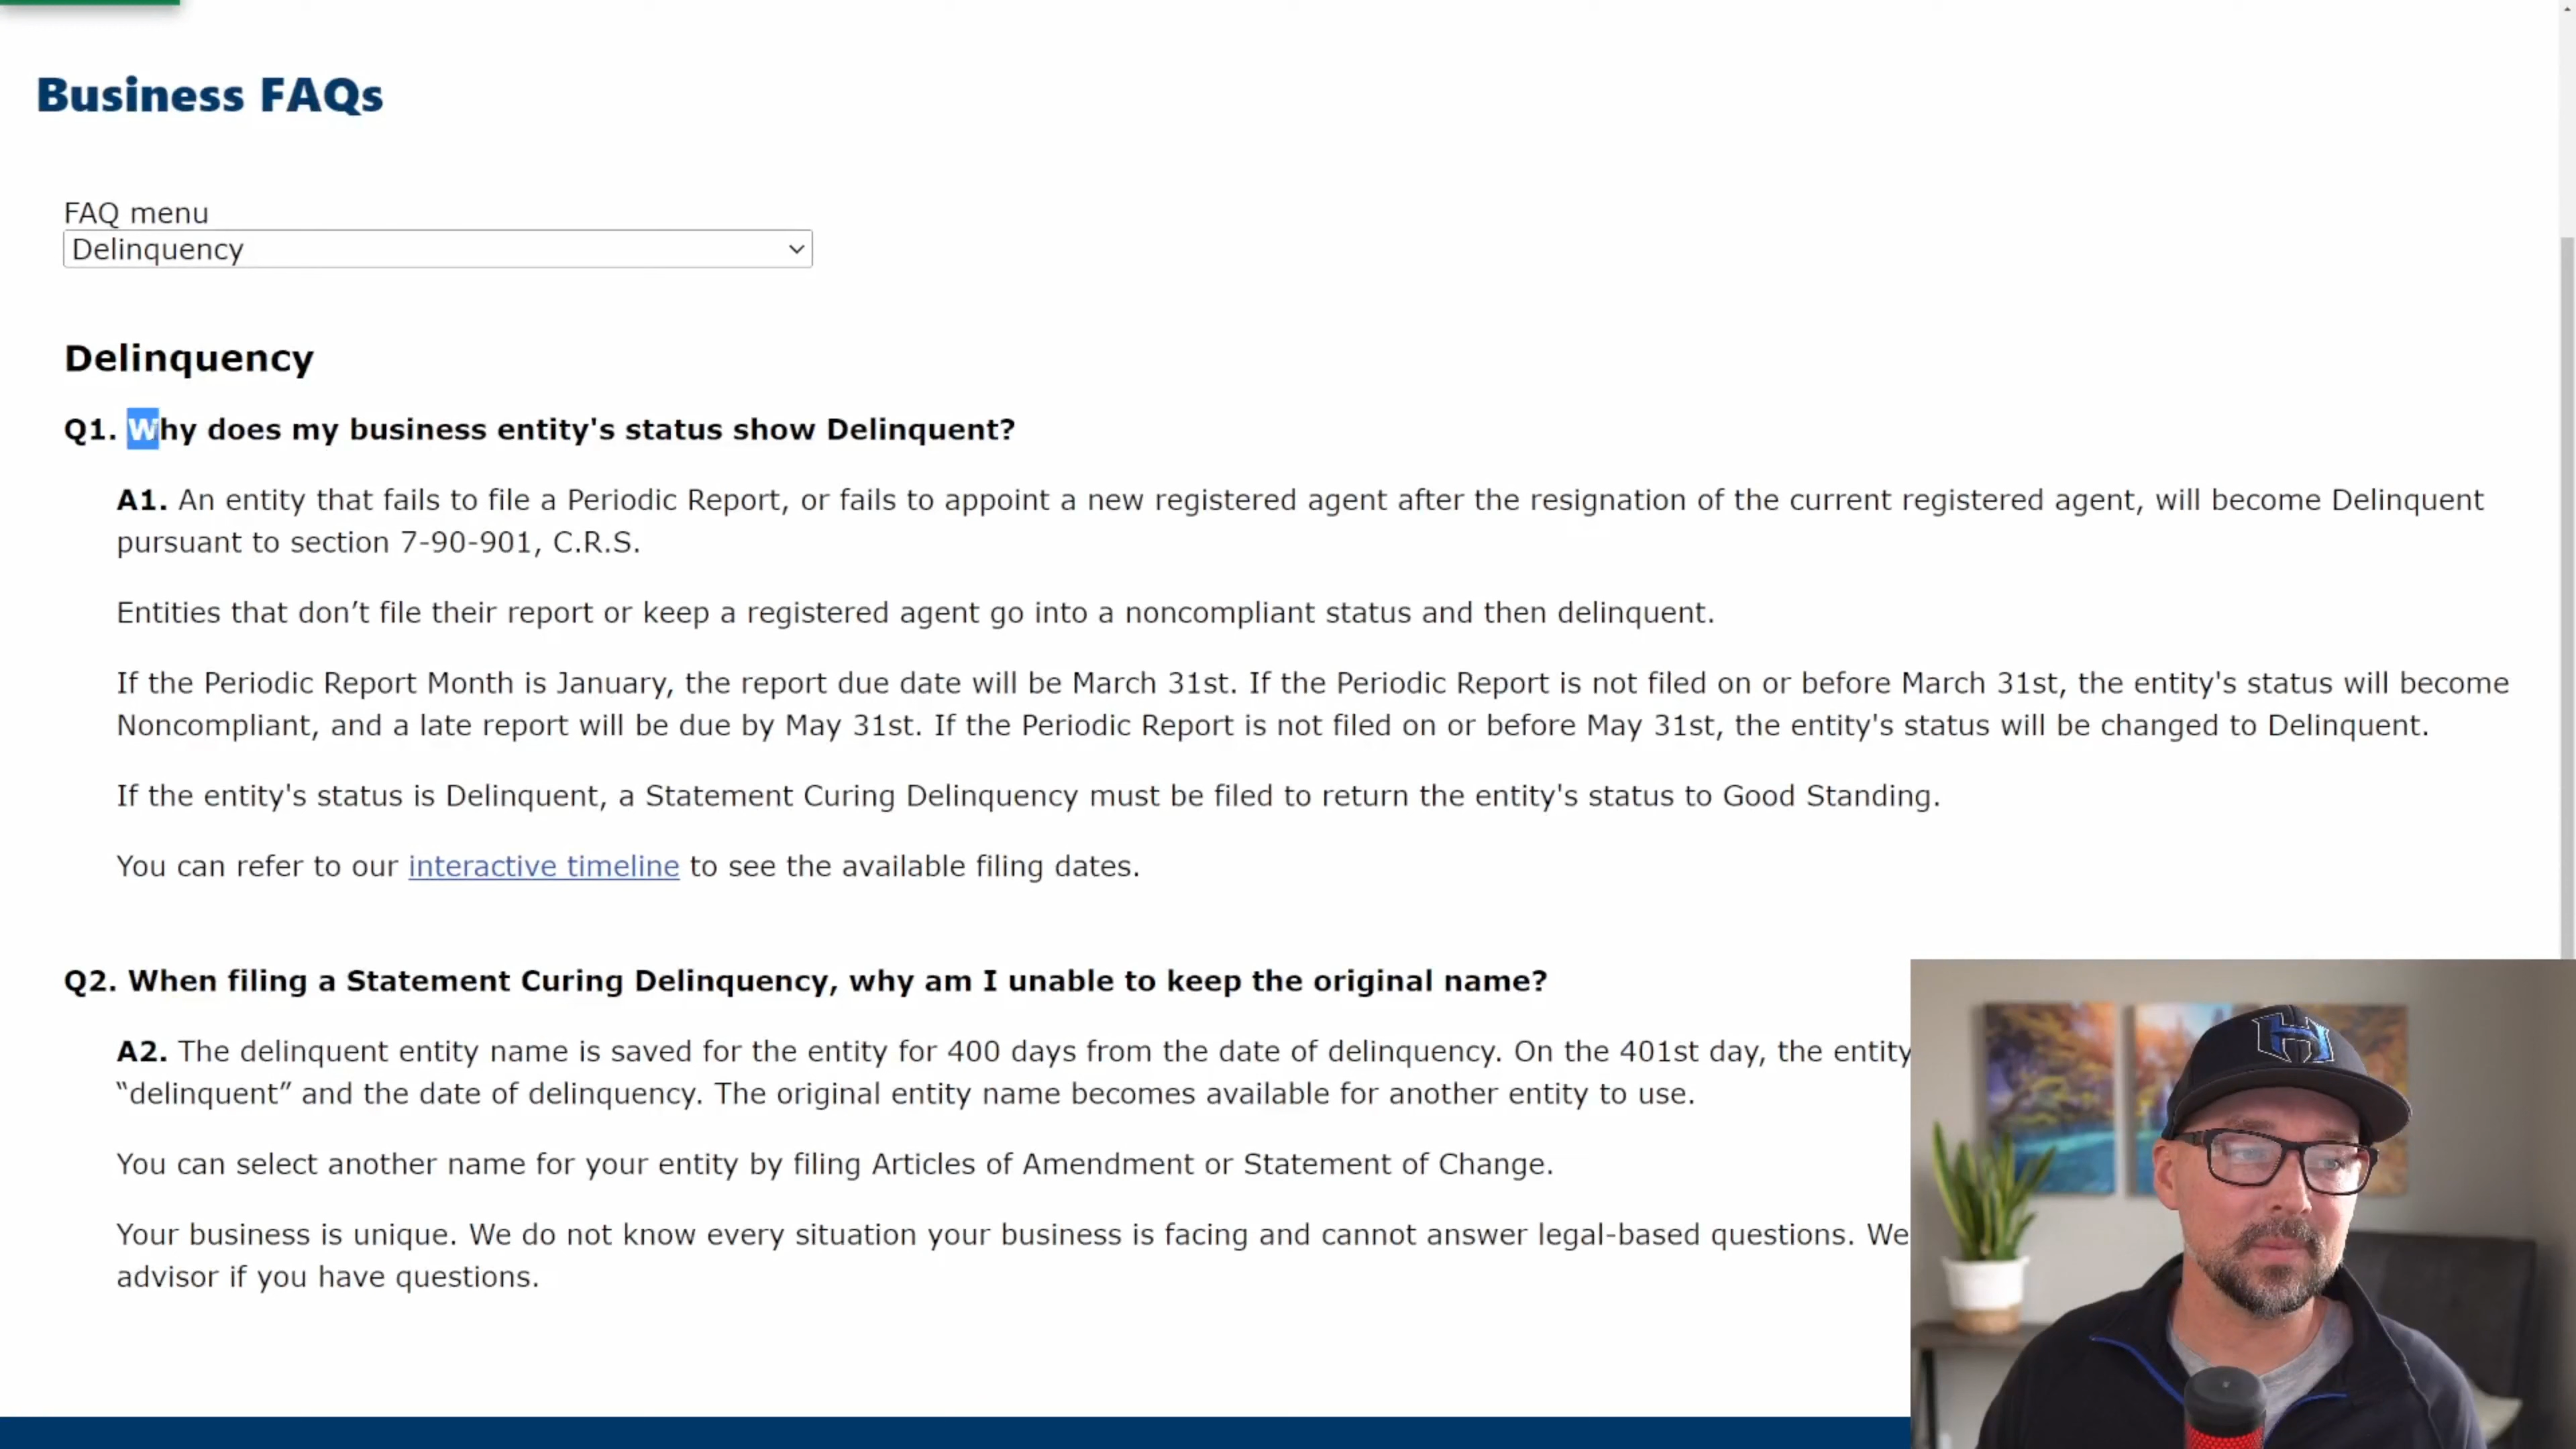 Business FAQs
FAQ menu
Delinquency
Delinquency
Q1. Why does my business entity's status show Delinquent?
A1. An entity that fails to file a Periodic Report, or fails to appoint a new registered agent after the resignation of the current registered agent, will become Delinquent
pursuant to section 7-90-901, C.R.S.
Entities that don’t file their report or keep a registered agent go into a noncompliant status and then delinquent.
If the Periodic Report Month is January, the report due date will be March 31st. If the Periodic Report is not filed on or before March 31st, the entity's status will become
Noncompliant, and a late report will be due by May 31st. If the Periodic Report is not filed on or before May 31st, the entity's status will be changed to Delinquent.
If the entity's status is Delinquent, a Statement Curing Delinquency must be filed to return the entity's status to Good Standing.
You can refer to our interactive timeline to see the available filing dates.
Q2. When filing a Statement Curing Delinquency, why am I unable to keep the original name?
A2. The delinquent entity name is saved for the entity for 400 days from the date of delinquency. On the 401st day, the entity
“delinquent” and the date of delinquency. The original entity name becomes available for another entity to use.
You can select another name for your entity by filing Articles of Amendment or Statement of Change.
Your business is unique. We do not know every situation your business is facing and cannot answer legal-based questions. We
advisor if you have questions.